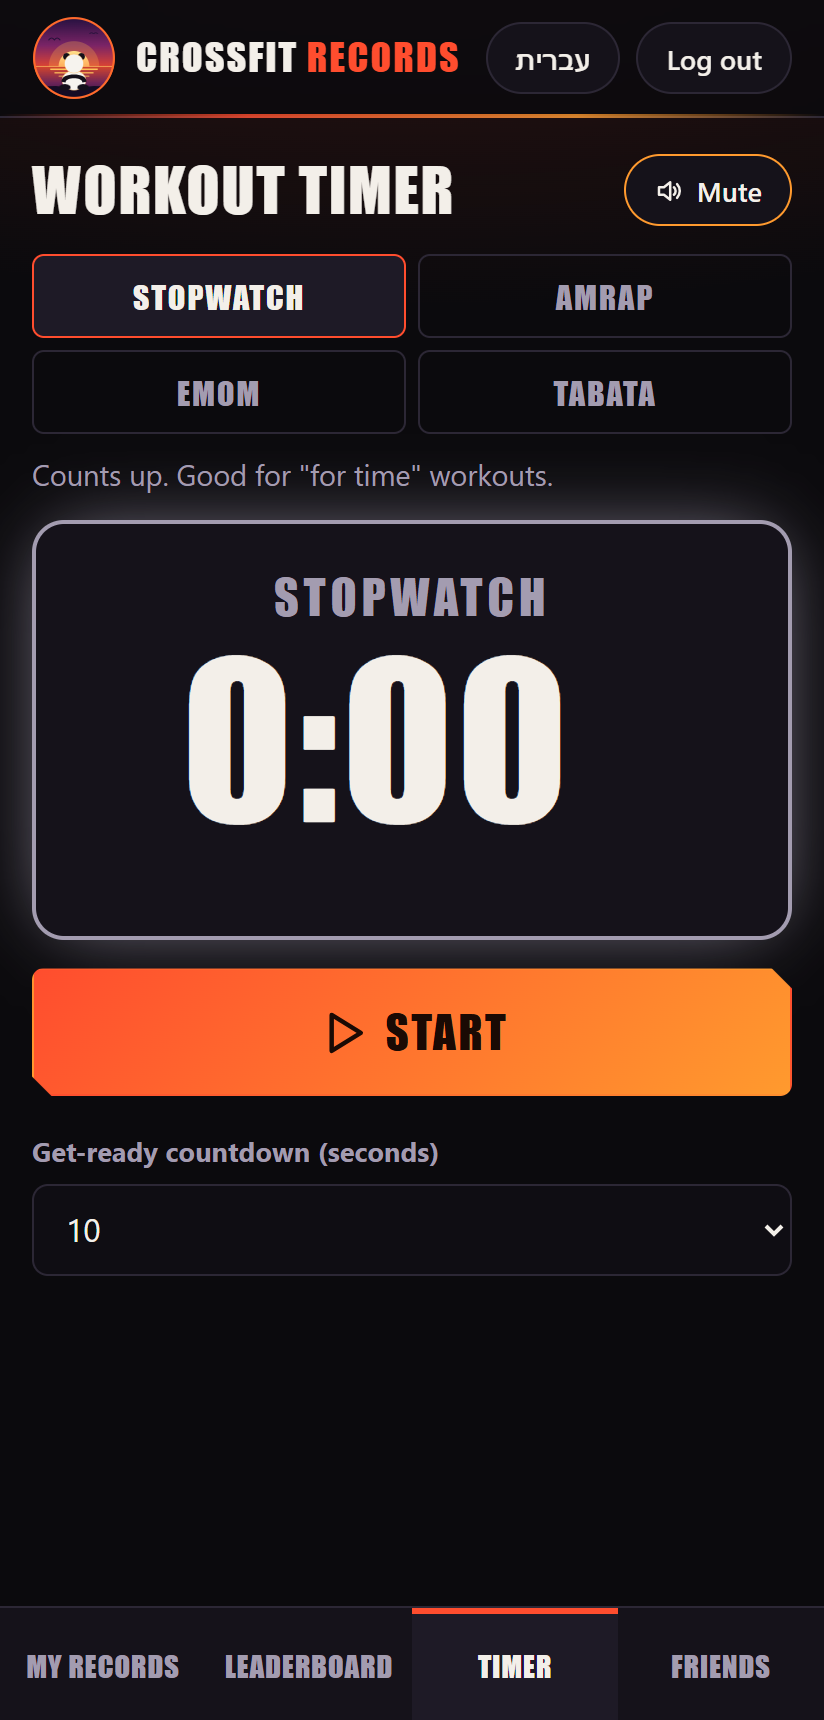 CROSSFIT RECORDS
עברית
Log out
WORKOUT TIMER
Mute
STOPWATCH
AMRAP
EMOM
TABATA
Counts up. Good for "for time" workouts.
STOPWATCH
0:00
START
Get-ready countdown (seconds)
10
MY RECORDS
LEADERBOARD
TIMER
FRIENDS